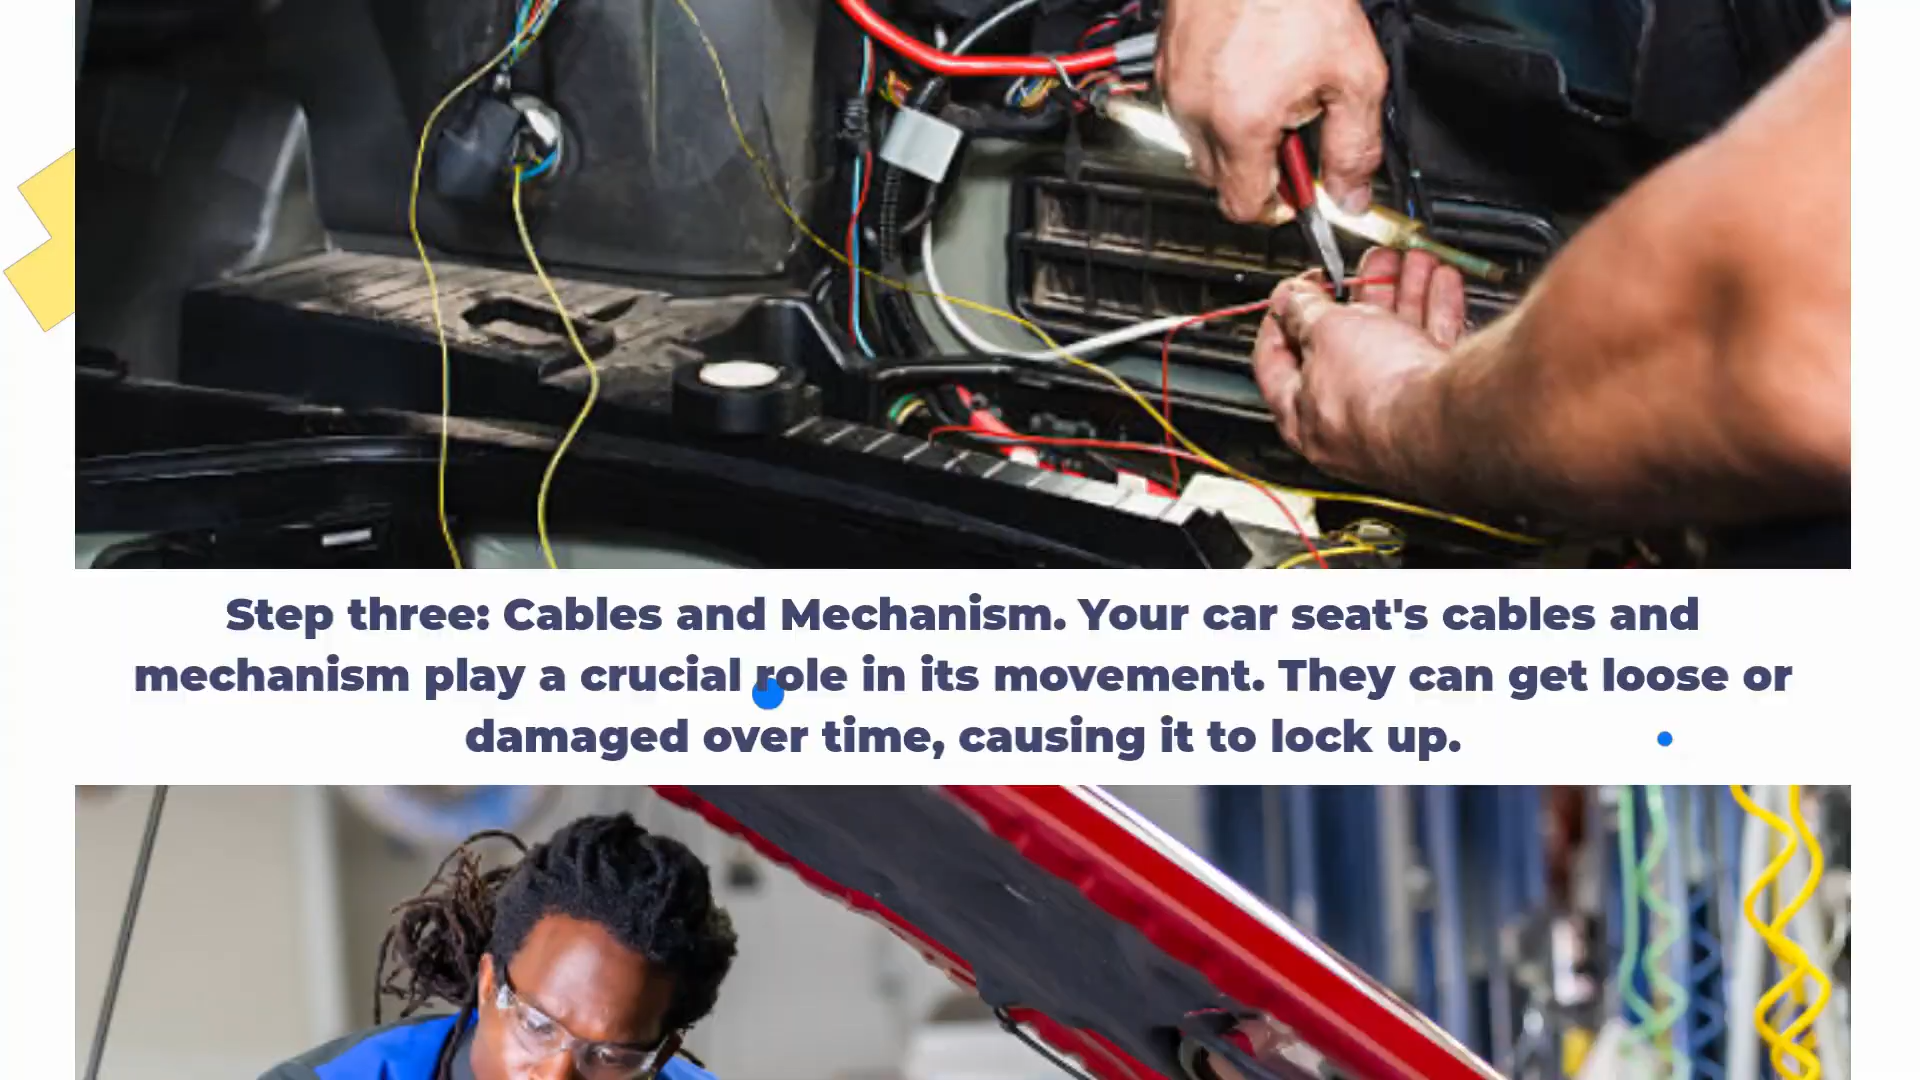 Step three: Cables and Mechanism. Your car seat's cables and
mechanism play a crucial role in its movement. They can get loose or
damaged over time, causing it to lock up.